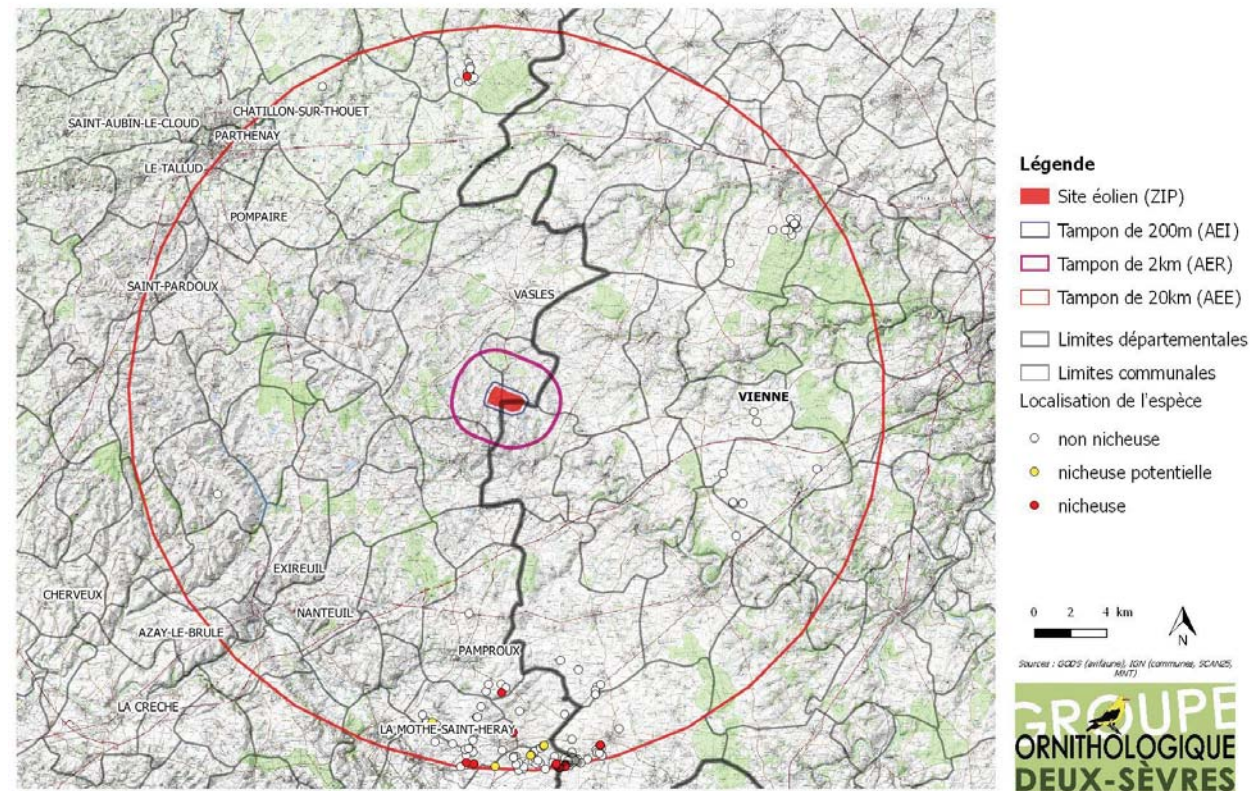 CHATILLON-SUR-THOUET
SAINT-AUBIN-LE-CLOUD
PARTHENAY
LE TALLUD
POMPAIRE
SAINT-PARDOUX
VASLES
VIENNE
EXIREUIL
CHERVEUX
NANTEUIL
AZAY-LE-BRULE
PAMPROUX
LA CRECHE
LA MOTHE-SAINT-HERAY
Légende
Site éolien (ZIP)
Tampon de 200m (AEI)
Tampon de 2km (AER)
Tampon de 20km (AEE)
Limites départementales
Limites communales
Localisation de l'espèce
non nicheuse
nicheuse potentielle
nicheuse
0 2 4 km
N
Sources : GODS (avifaune), IGN (communes, SCAN25,
MNT)
GROUPE
ORNITHOLOGIQUE
DEUX-SÈVRES